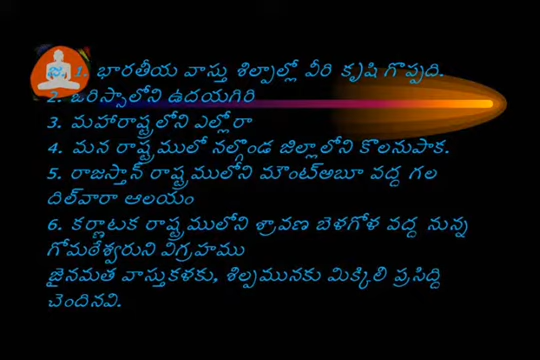 జ 1. భారతీయ వాస్తు శిల్పాల్లో వీరి కృషి గొప్పది.
2. ఒరిస్సాలోని ఉదయగిరి
3. మహారాష్ట్రలోని ఎల్లోరా
4. మన రాష్ట్రములో నల్గొండ జిల్లాలోని కొలనుపాక.
5. రాజస్తాన్ రాష్ట్రములోని మౌంట్అబూ వద్ద గల
దిల్‌వారా ఆలయం
6. కర్ణాటక రాష్ట్రములోని శ్రావణ బెళగోళ వద్ద నున్న
గోమఠేశ్వరుని విగ్రహము
జైనమత వాస్తుకళకు, శిల్పమునకు మిక్కిలి ప్రసిద్ది
చెందినవి.